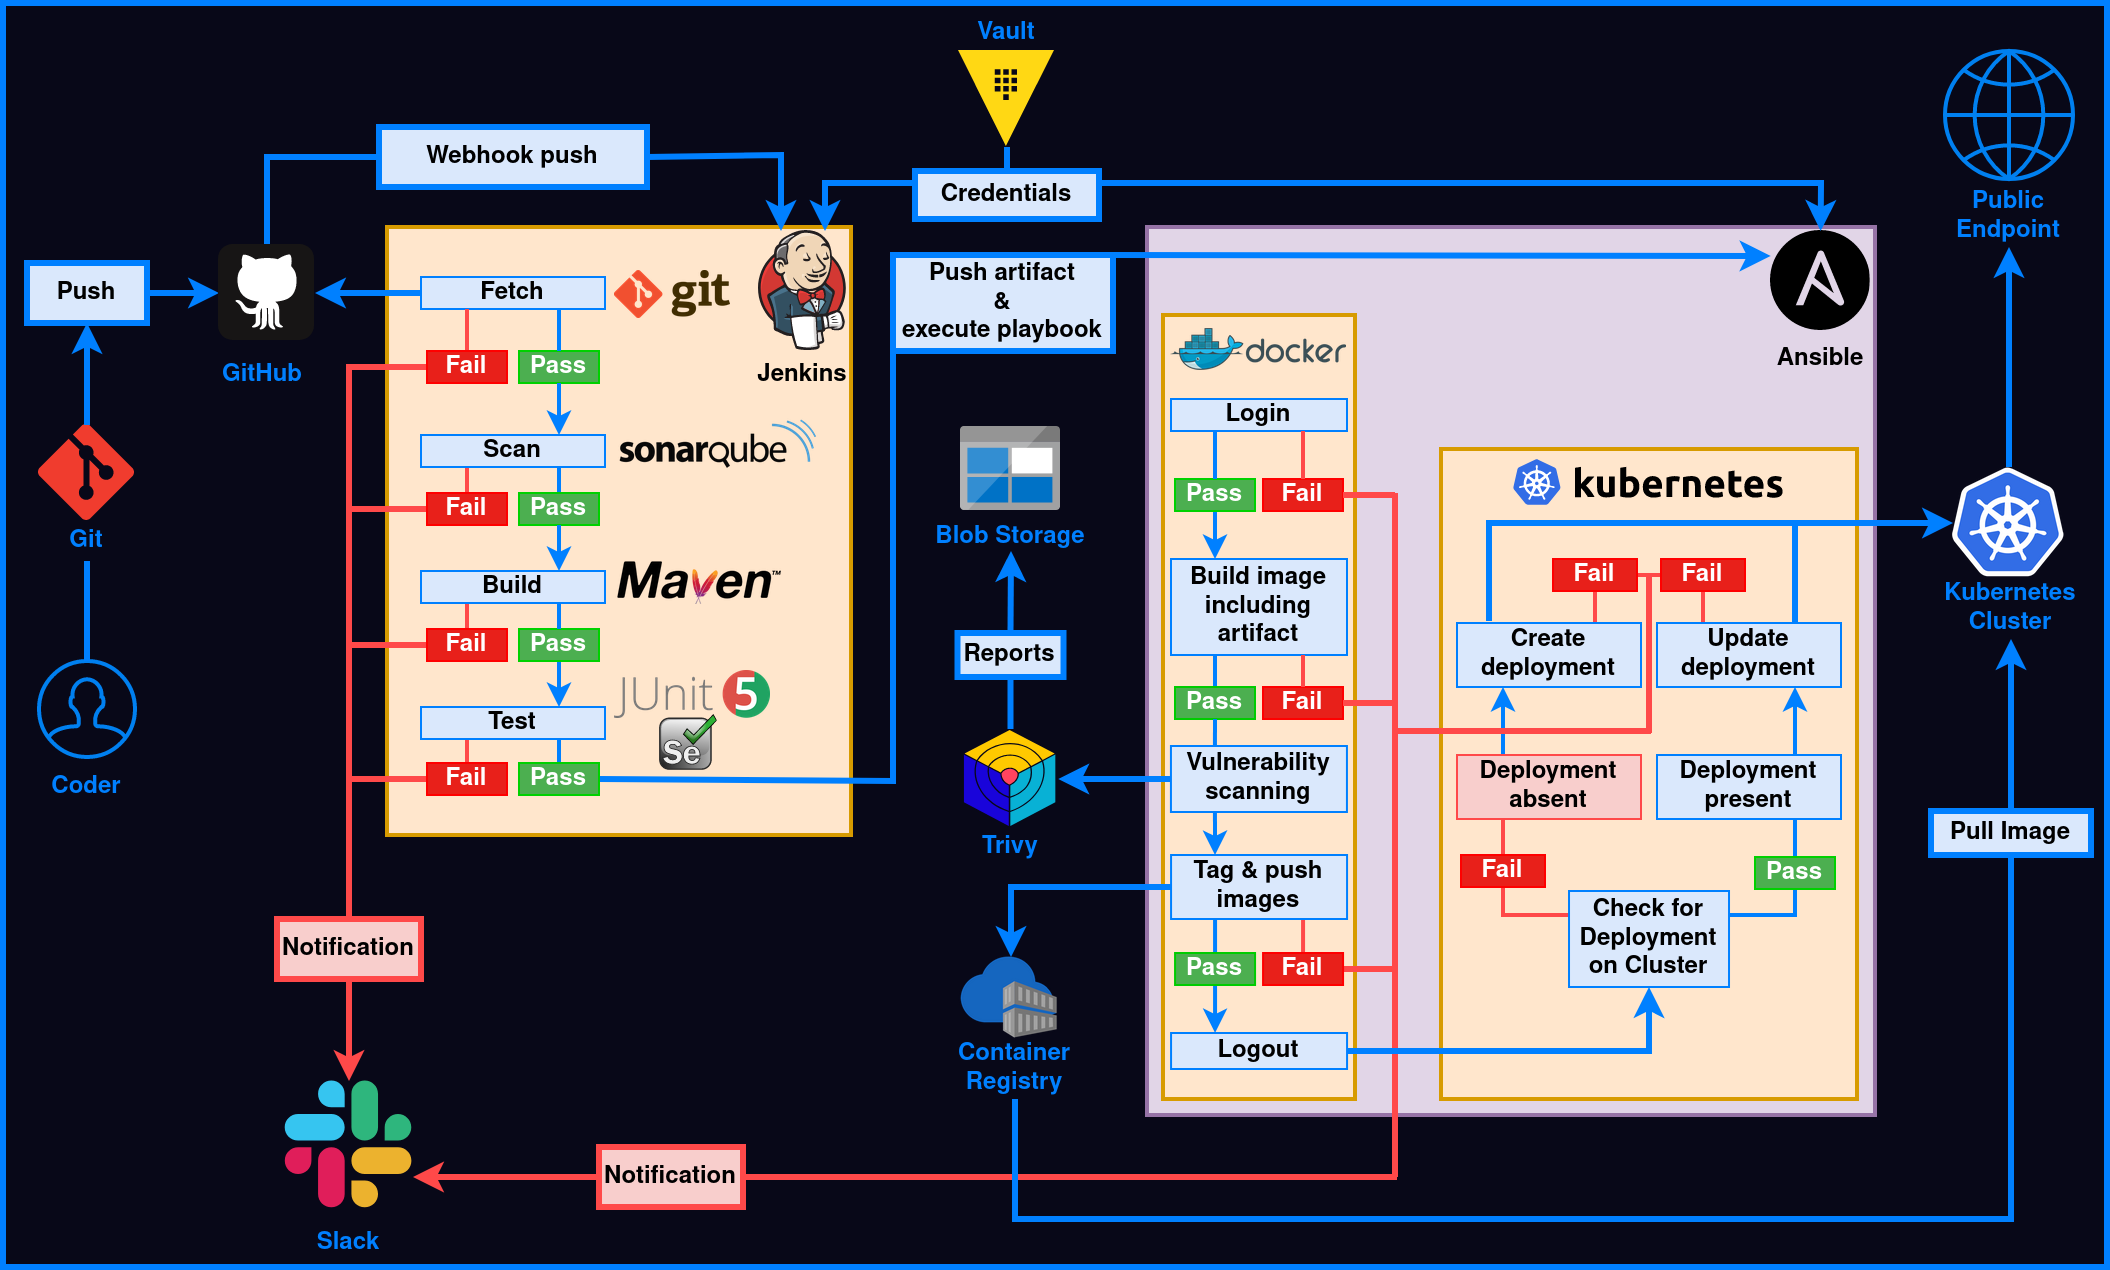 Vault
Public
Endpoint
Webhook push
Credentials
Push
GitHub
Fetch
git
Jenkins
Fail
Pass
Scan
sonarqube
Fail
Pass
Build
Maven™
Fail
Pass
JUnit 5
Test
Se
Fail
Pass
Git
Coder
Notification
Slack
Notification
Push artifact
&
execute playbook
Blob Storage
Reports
Trivy
Container
Registry
Ansible
docker
Login
Pass
Fail
Build image
including
artifact
Pass
Fail
Vulnerability
scanning
Tag & push
images
Pass
Fail
Logout
kubernetes
Fail
Fail
Create
deployment
Update
deployment
Deployment
absent
Deployment
present
Fail
Pass
Check for
Deployment
on Cluster
Kubernetes
Cluster
Pull Image